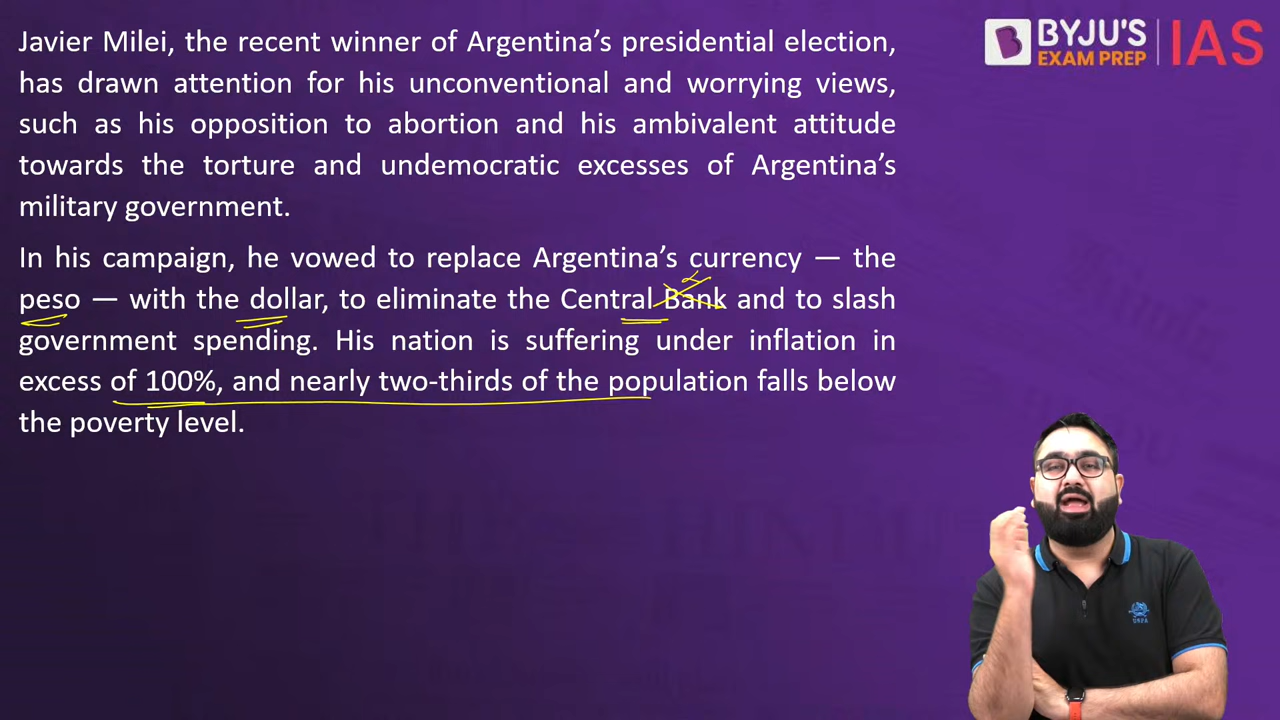 Javier Milei, the recent winner of Argentina's presidential election,
has drawn attention for his unconventional and worrying views,
such as his opposition to abortion and his ambivalent attitude
towards the torture and undemocratic excesses of Argentina's
military government.
In his campaign, he vowed to replace Argentina's currency — the
peso — with the dollar, to eliminate the Central Bank and to slash
government spending. His nation is suffering under inflation in
excess of 100%, and nearly two-thirds of the population falls below
the poverty level.
BYJU'S
EXAM PREP
IAS